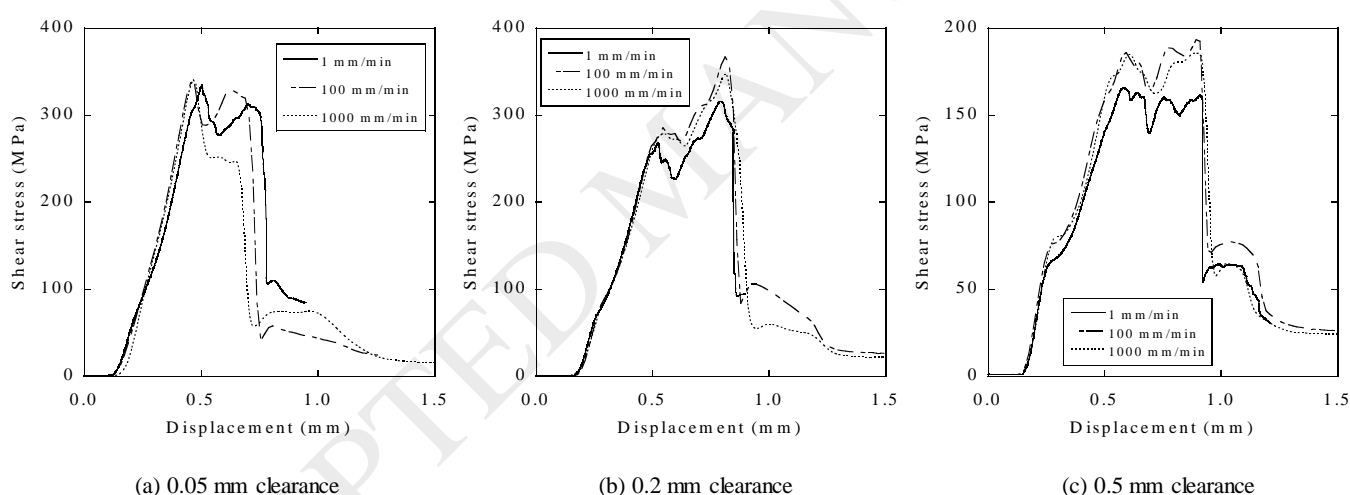 400
300
200
100
0
Shear stress (MPa)
1 mm/min
100 mm/min
1000 mm/min
0.0 0.5 1.0 1.5
Displacement (mm)
(a) 0.05 mm clearance
400
300
200
100
0
Shear stress (MPa)
1 mm/min
100 mm/min
1000 mm/min
0.0 0.5 1.0 1.5
Displacement (mm)
(b) 0.2 mm clearance
200
150
100
50
0
Shear stress (MPa)
1 mm/min
100 mm/min
1000 mm/min
0.0 0.5 1.0 1.5
Displacement (mm)
(c) 0.5 mm clearance
PTED MAN